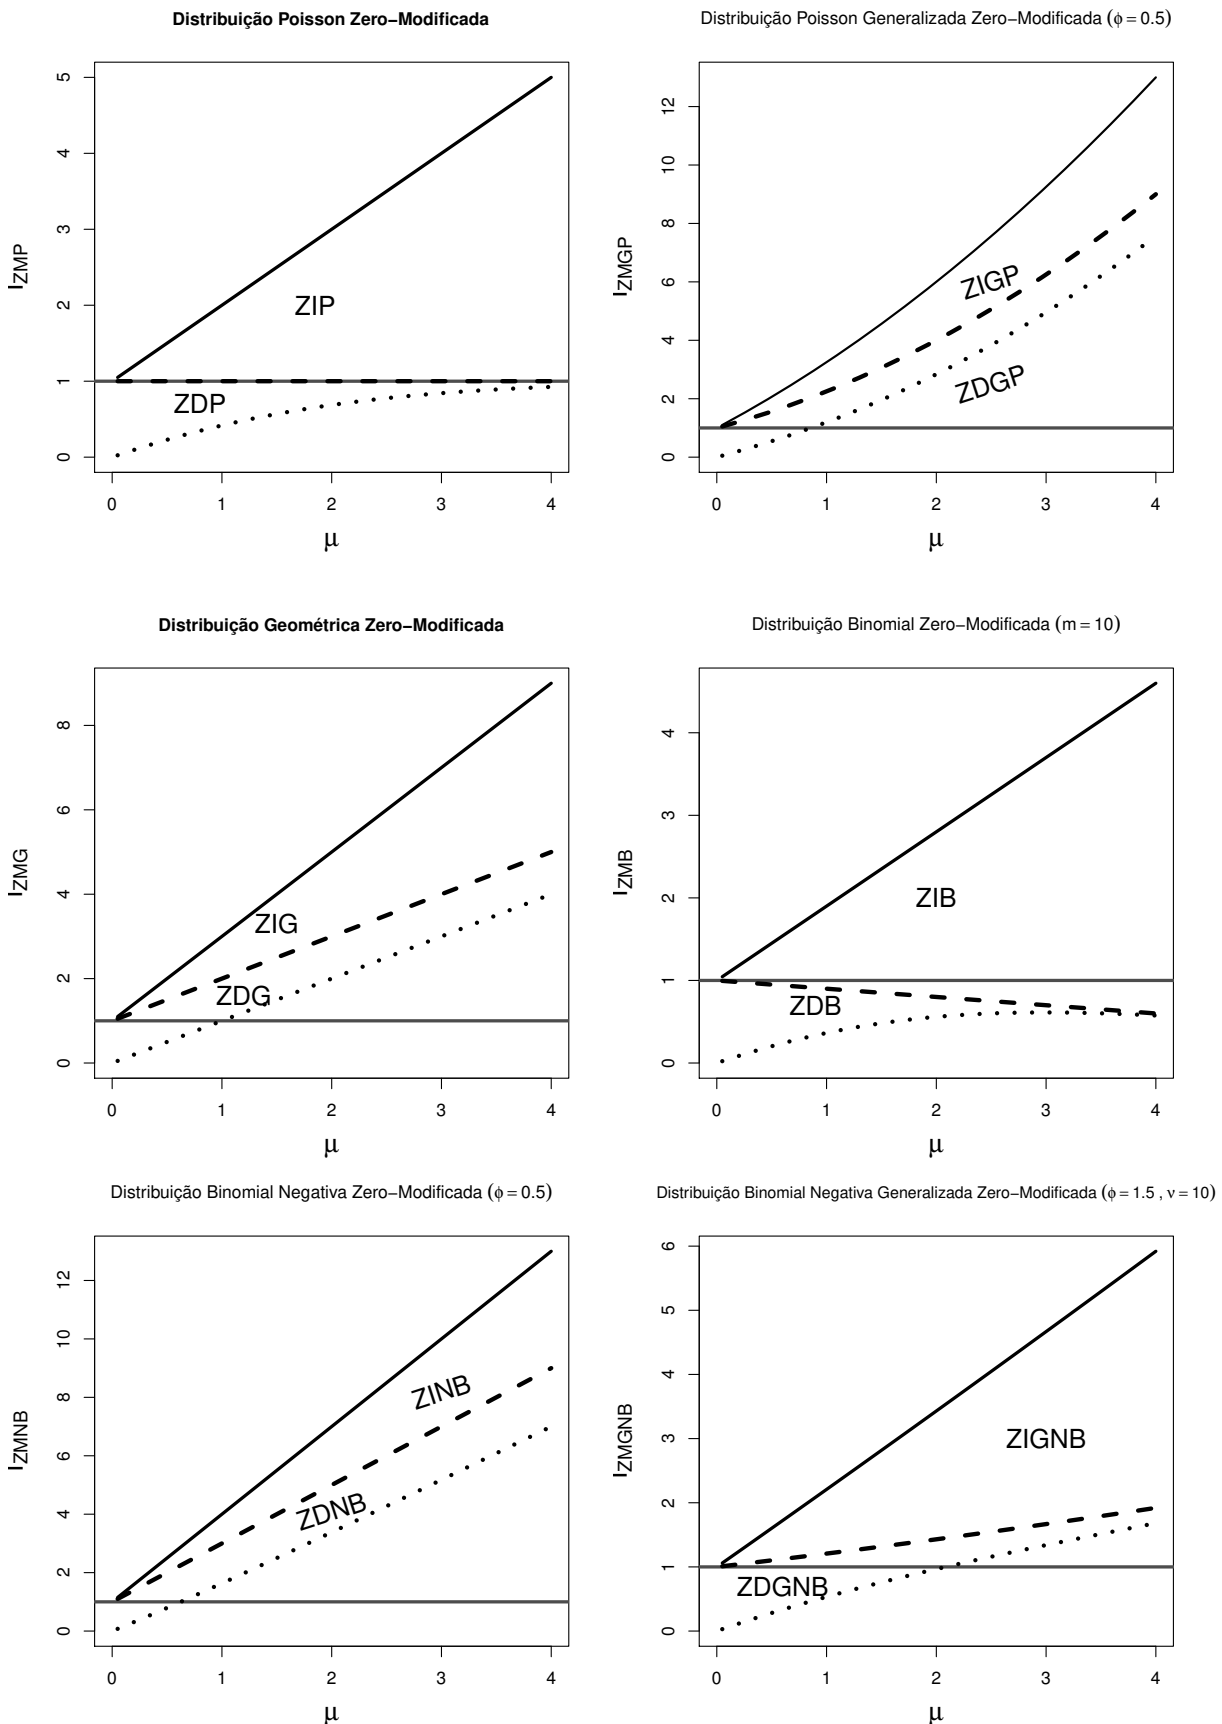 Distribuição Poisson Zero−Modificada
I_ZMP
5
4
3
2
1
0
ZIP
ZDP
0 1 2 3 4
μ
Distribuição Poisson Generalizada Zero−Modificada (ϕ = 0.5)
I_ZMGP
12
10
8
6
4
2
0
ZIGP
ZDGP
0 1 2 3 4
μ
Distribuição Geométrica Zero−Modificada
I_ZMG
8
6
4
2
0
ZIG
ZDG
0 1 2 3 4
μ
Distribuição Binomial Zero−Modificada (m = 10)
I_ZMB
4
3
2
1
0
ZIB
ZDB
0 1 2 3 4
μ
Distribuição Binomial Negativa Zero−Modificada (ϕ = 0.5)
I_ZMNB
12
10
8
6
4
2
0
ZINB
ZDNB
0 1 2 3 4
μ
Distribuição Binomial Negativa Generalizada Zero−Modificada (ϕ = 1.5 , ν = 10)
I_ZMGNB
6
5
4
3
2
1
0
ZIGNB
ZDGNB
0 1 2 3 4
μ